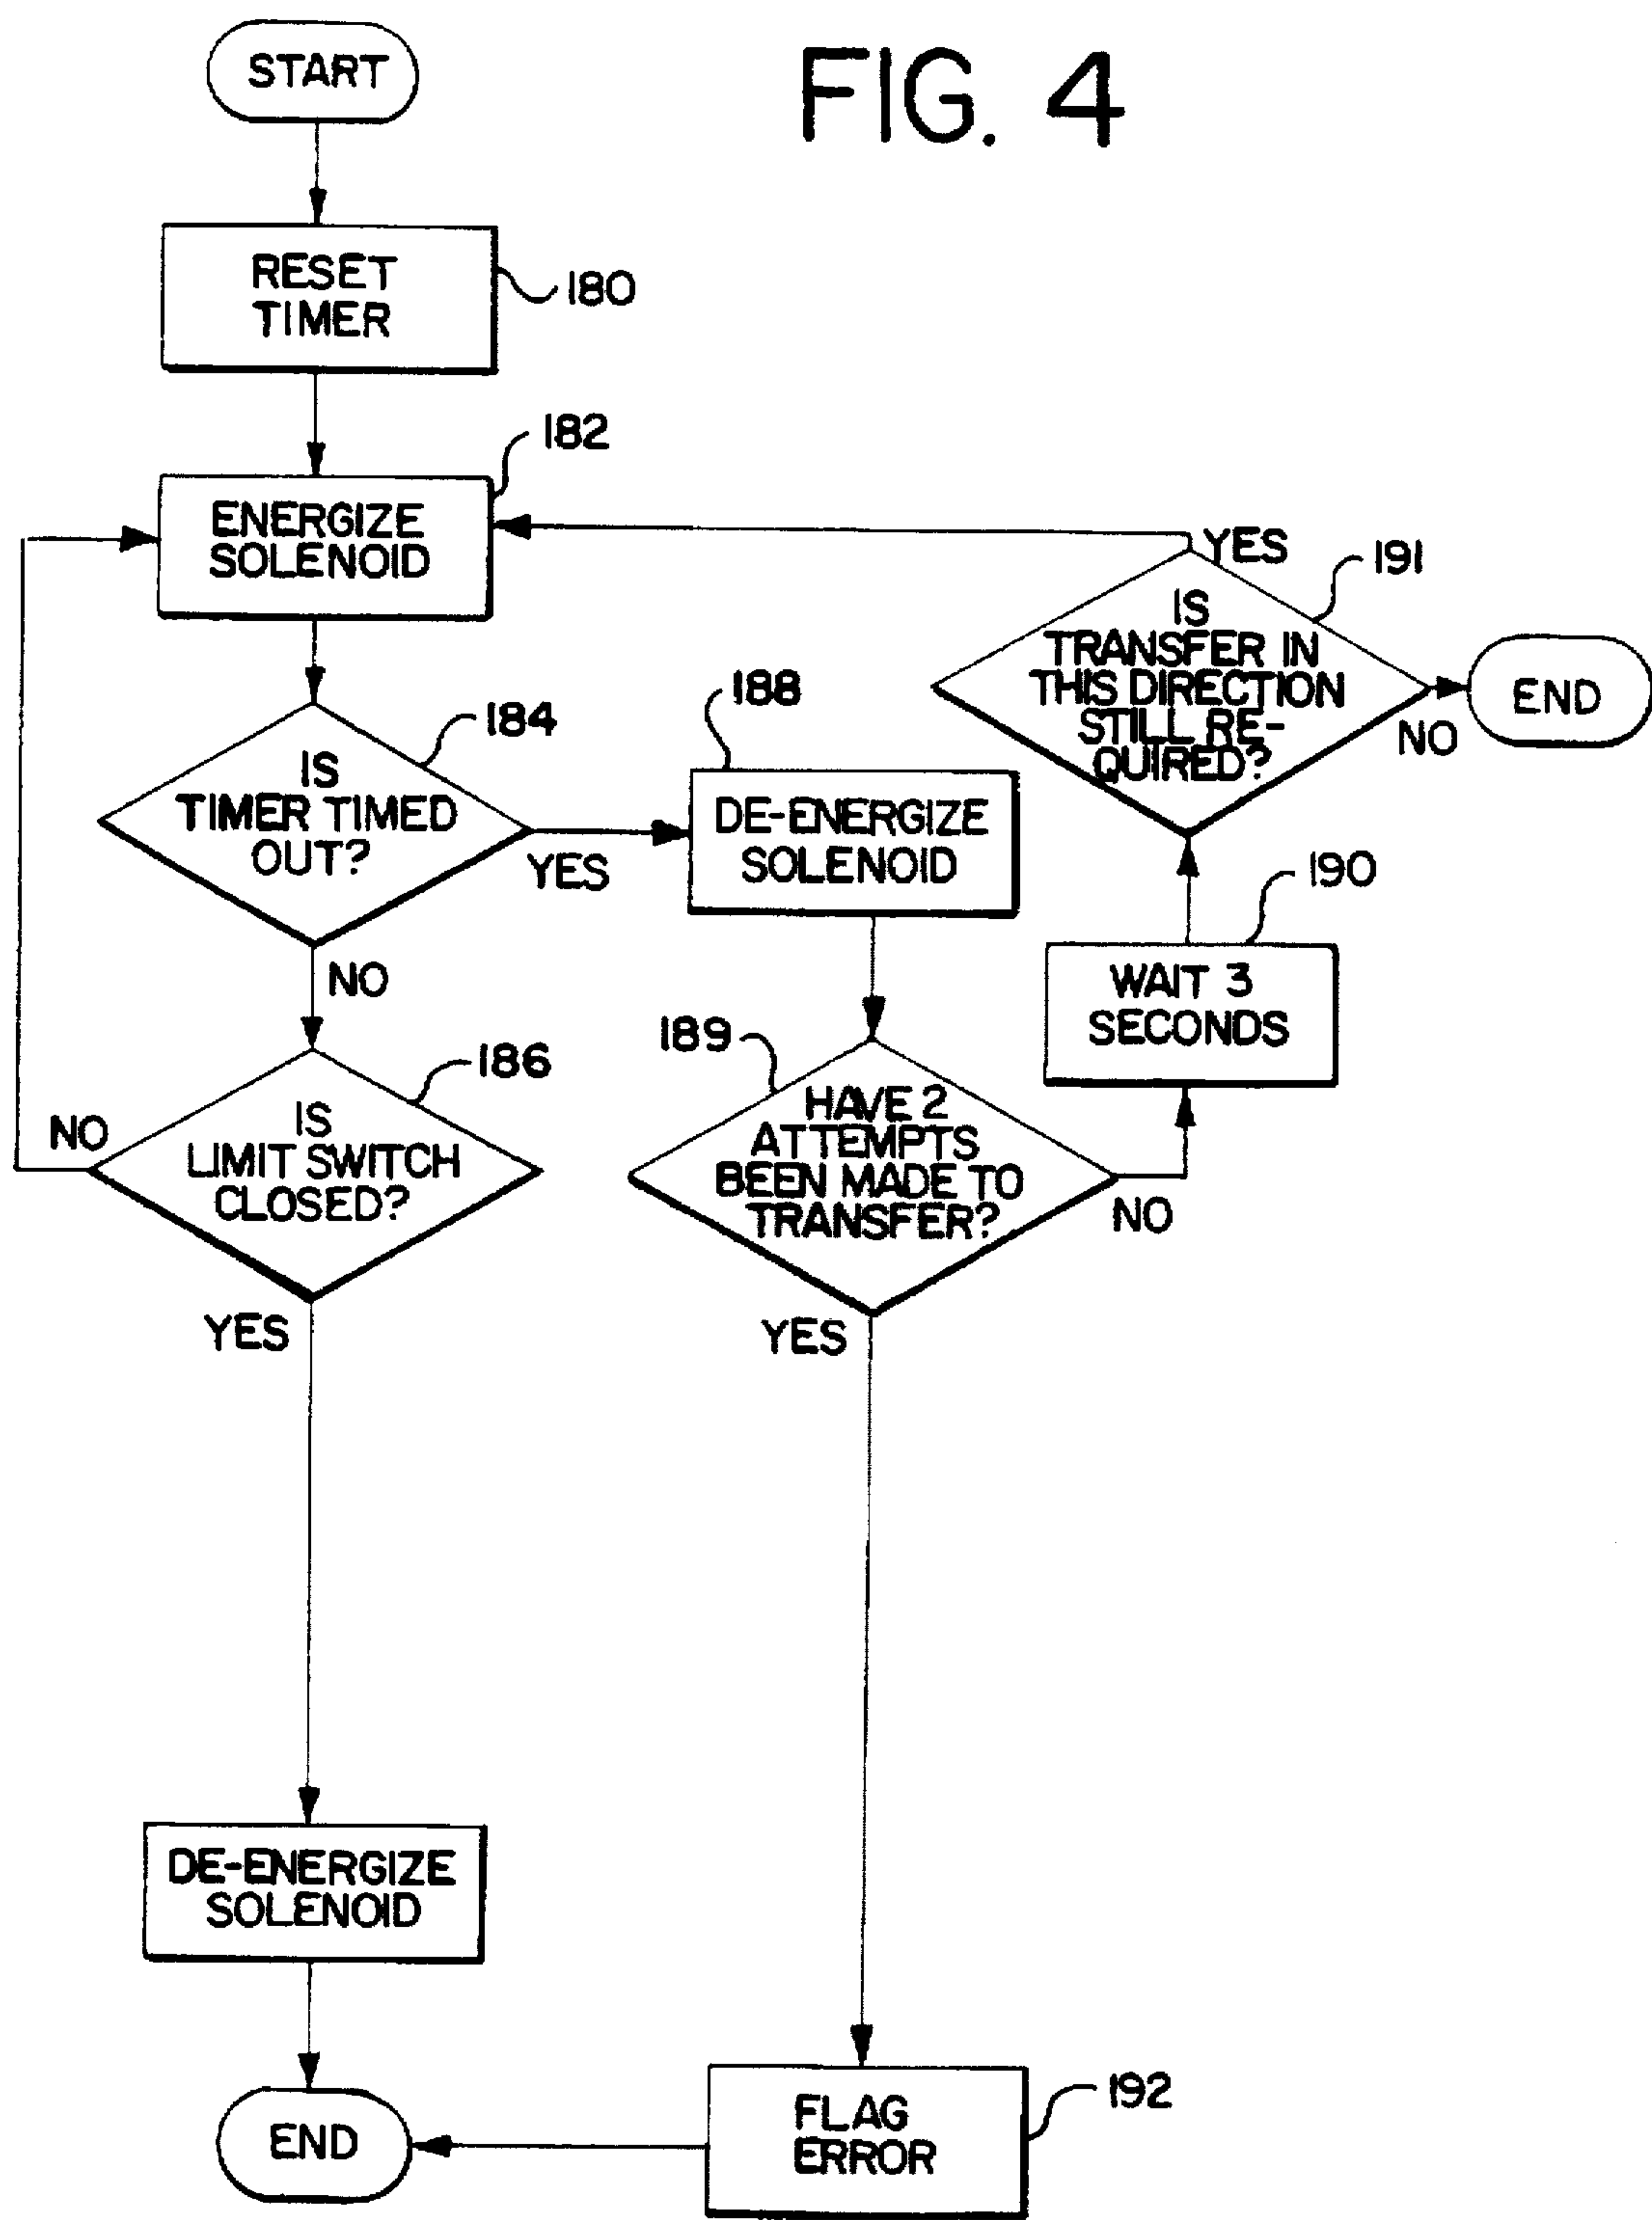 FIG. 4
START
RESET
TIMER
180
182
ENERGIZE
SOLENOID
184
IS
TIMER TIMED
OUT?
YES
NO
186
IS
LIMIT SWITCH
CLOSED?
NO
YES
DE-ENERGIZE
SOLENOID
END
188
DE-ENERGIZE
SOLENOID
189
HAVE 2
ATTEMPTS
BEEN MADE TO
TRANSFER?
NO
YES
190
WAIT 3
SECONDS
191
IS
TRANSFER IN
THIS DIRECTION
STILL RE-
QUIRED?
YES
NO
END
192
FLAG
ERROR